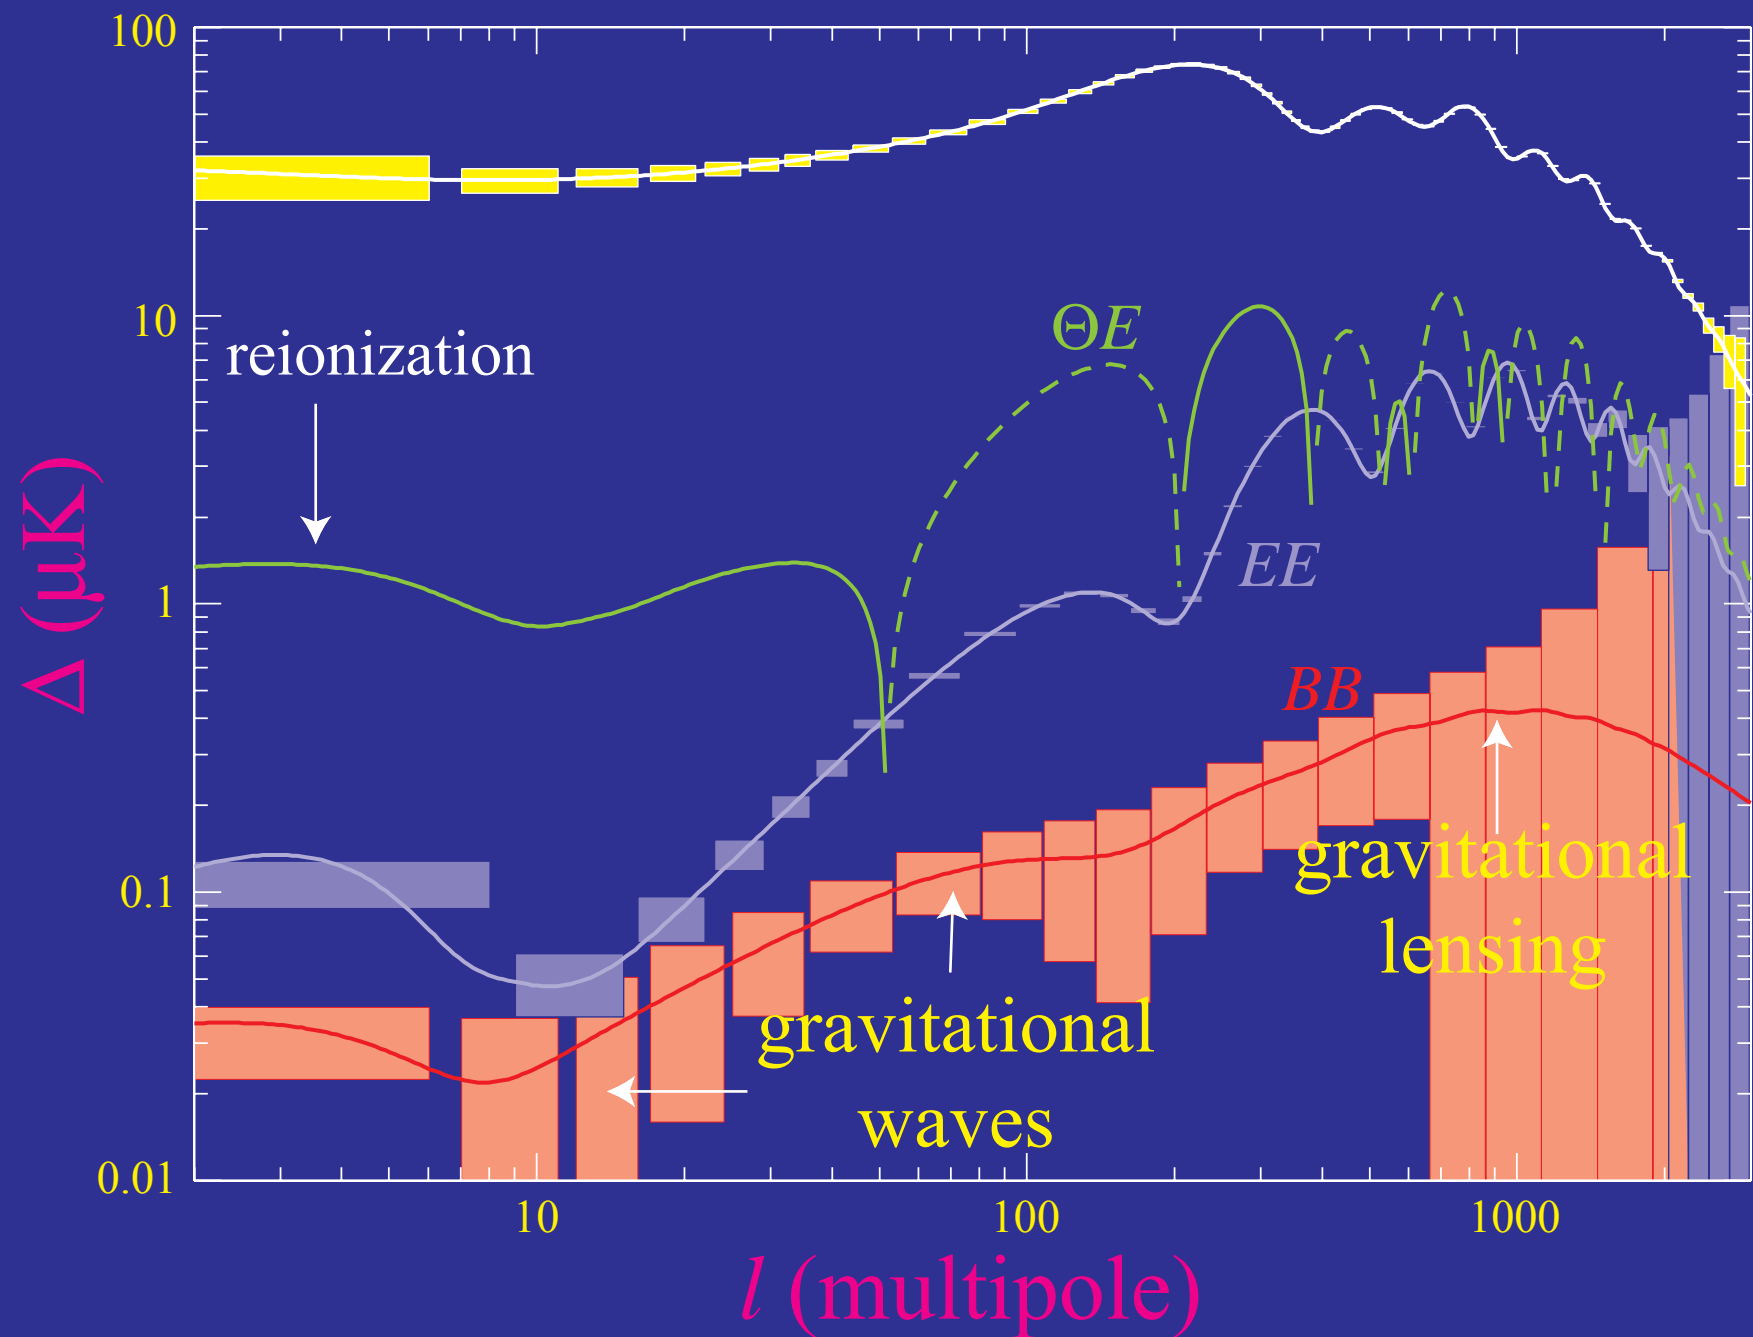 100
10
1
0.1
0.01
Δ (μK)
reionization
ΘE
EE
BB
gravitational
lensing
gravitational
waves
10
100
1000
l (multipole)